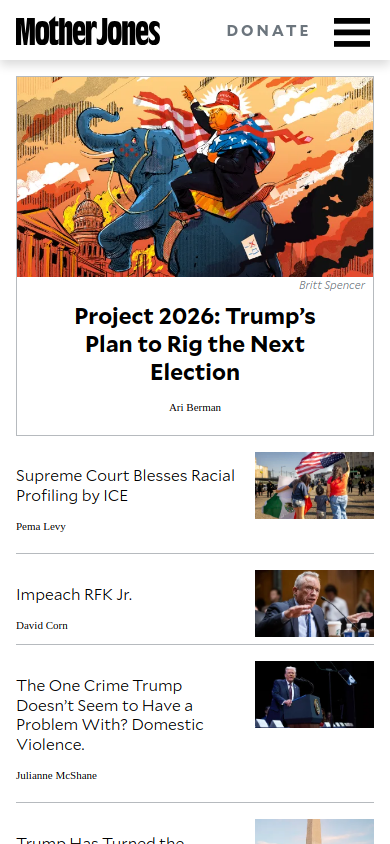 Mother Jones
DONATE
Britt Spencer
Project 2026: Trump's
Plan to Rig the Next
Election
Ari Berman
Supreme Court Blesses Racial
Profiling by ICE
Pema Levy
Impeach RFK Jr.
David Corn
The One Crime Trump
Doesn't Seem to Have a
Problem With? Domestic
Violence.
Julianne McShane
Trump Has Turned the